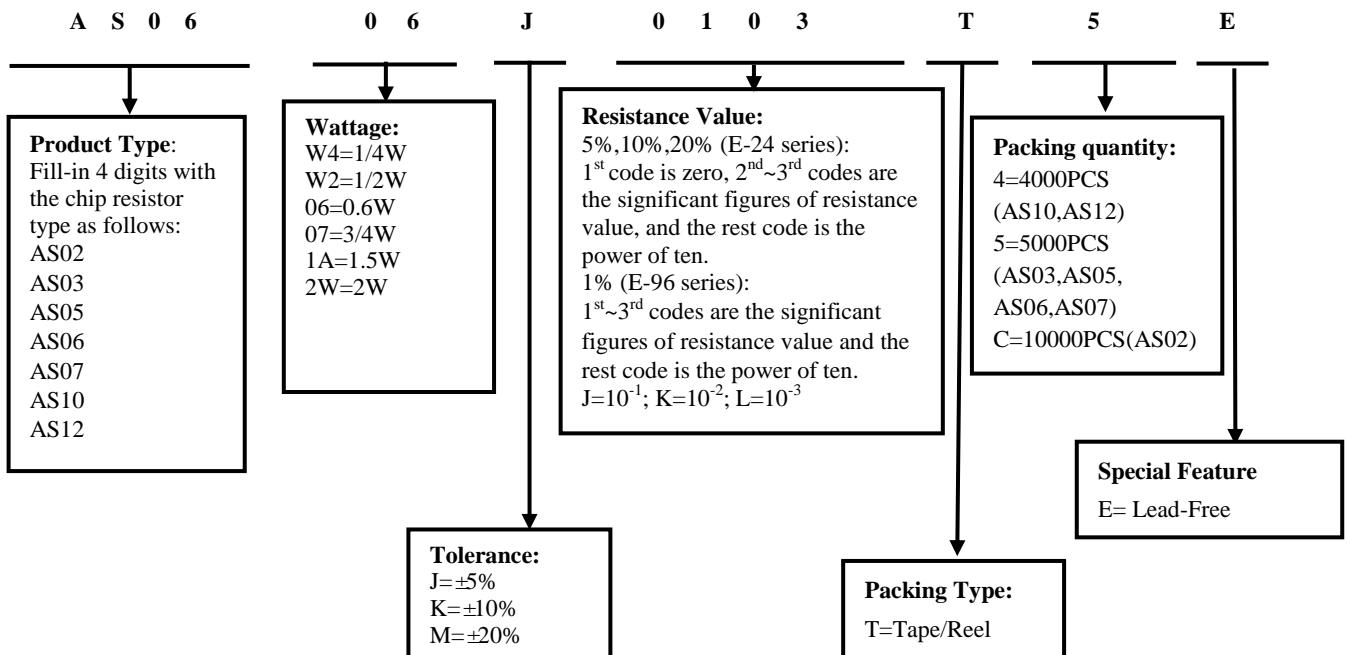 A S 0 6 0 6 J 0 1 0 3 T 5 E
Product Type:
Fill-in 4 digits with
the chip resistor
type as follows:
AS02
AS03
AS05
AS06
AS07
AS10
AS12
Wattage:
W4=1/4W
W2=1/2W
06=0.6W
07=3/4W
1A=1.5W
2W=2W
Resistance Value:
5%,10%,20% (E-24 series):
1st code is zero, 2nd~3rd codes are
the significant figures of resistance
value, and the rest code is the
power of ten.
1% (E-96 series):
1st~3rd codes are the significant
figures of resistance value and the
rest code is the power of ten.
J=10-1; K=10-2; L=10-3
Packing quantity:
4=4000PCS
(AS10,AS12)
5=5000PCS
(AS03,AS05,
AS06,AS07)
C=10000PCS(AS02)
Special Feature
E= Lead-Free
Tolerance:
J=±5%
K=±10%
M=±20%
Packing Type:
T=Tape/Reel